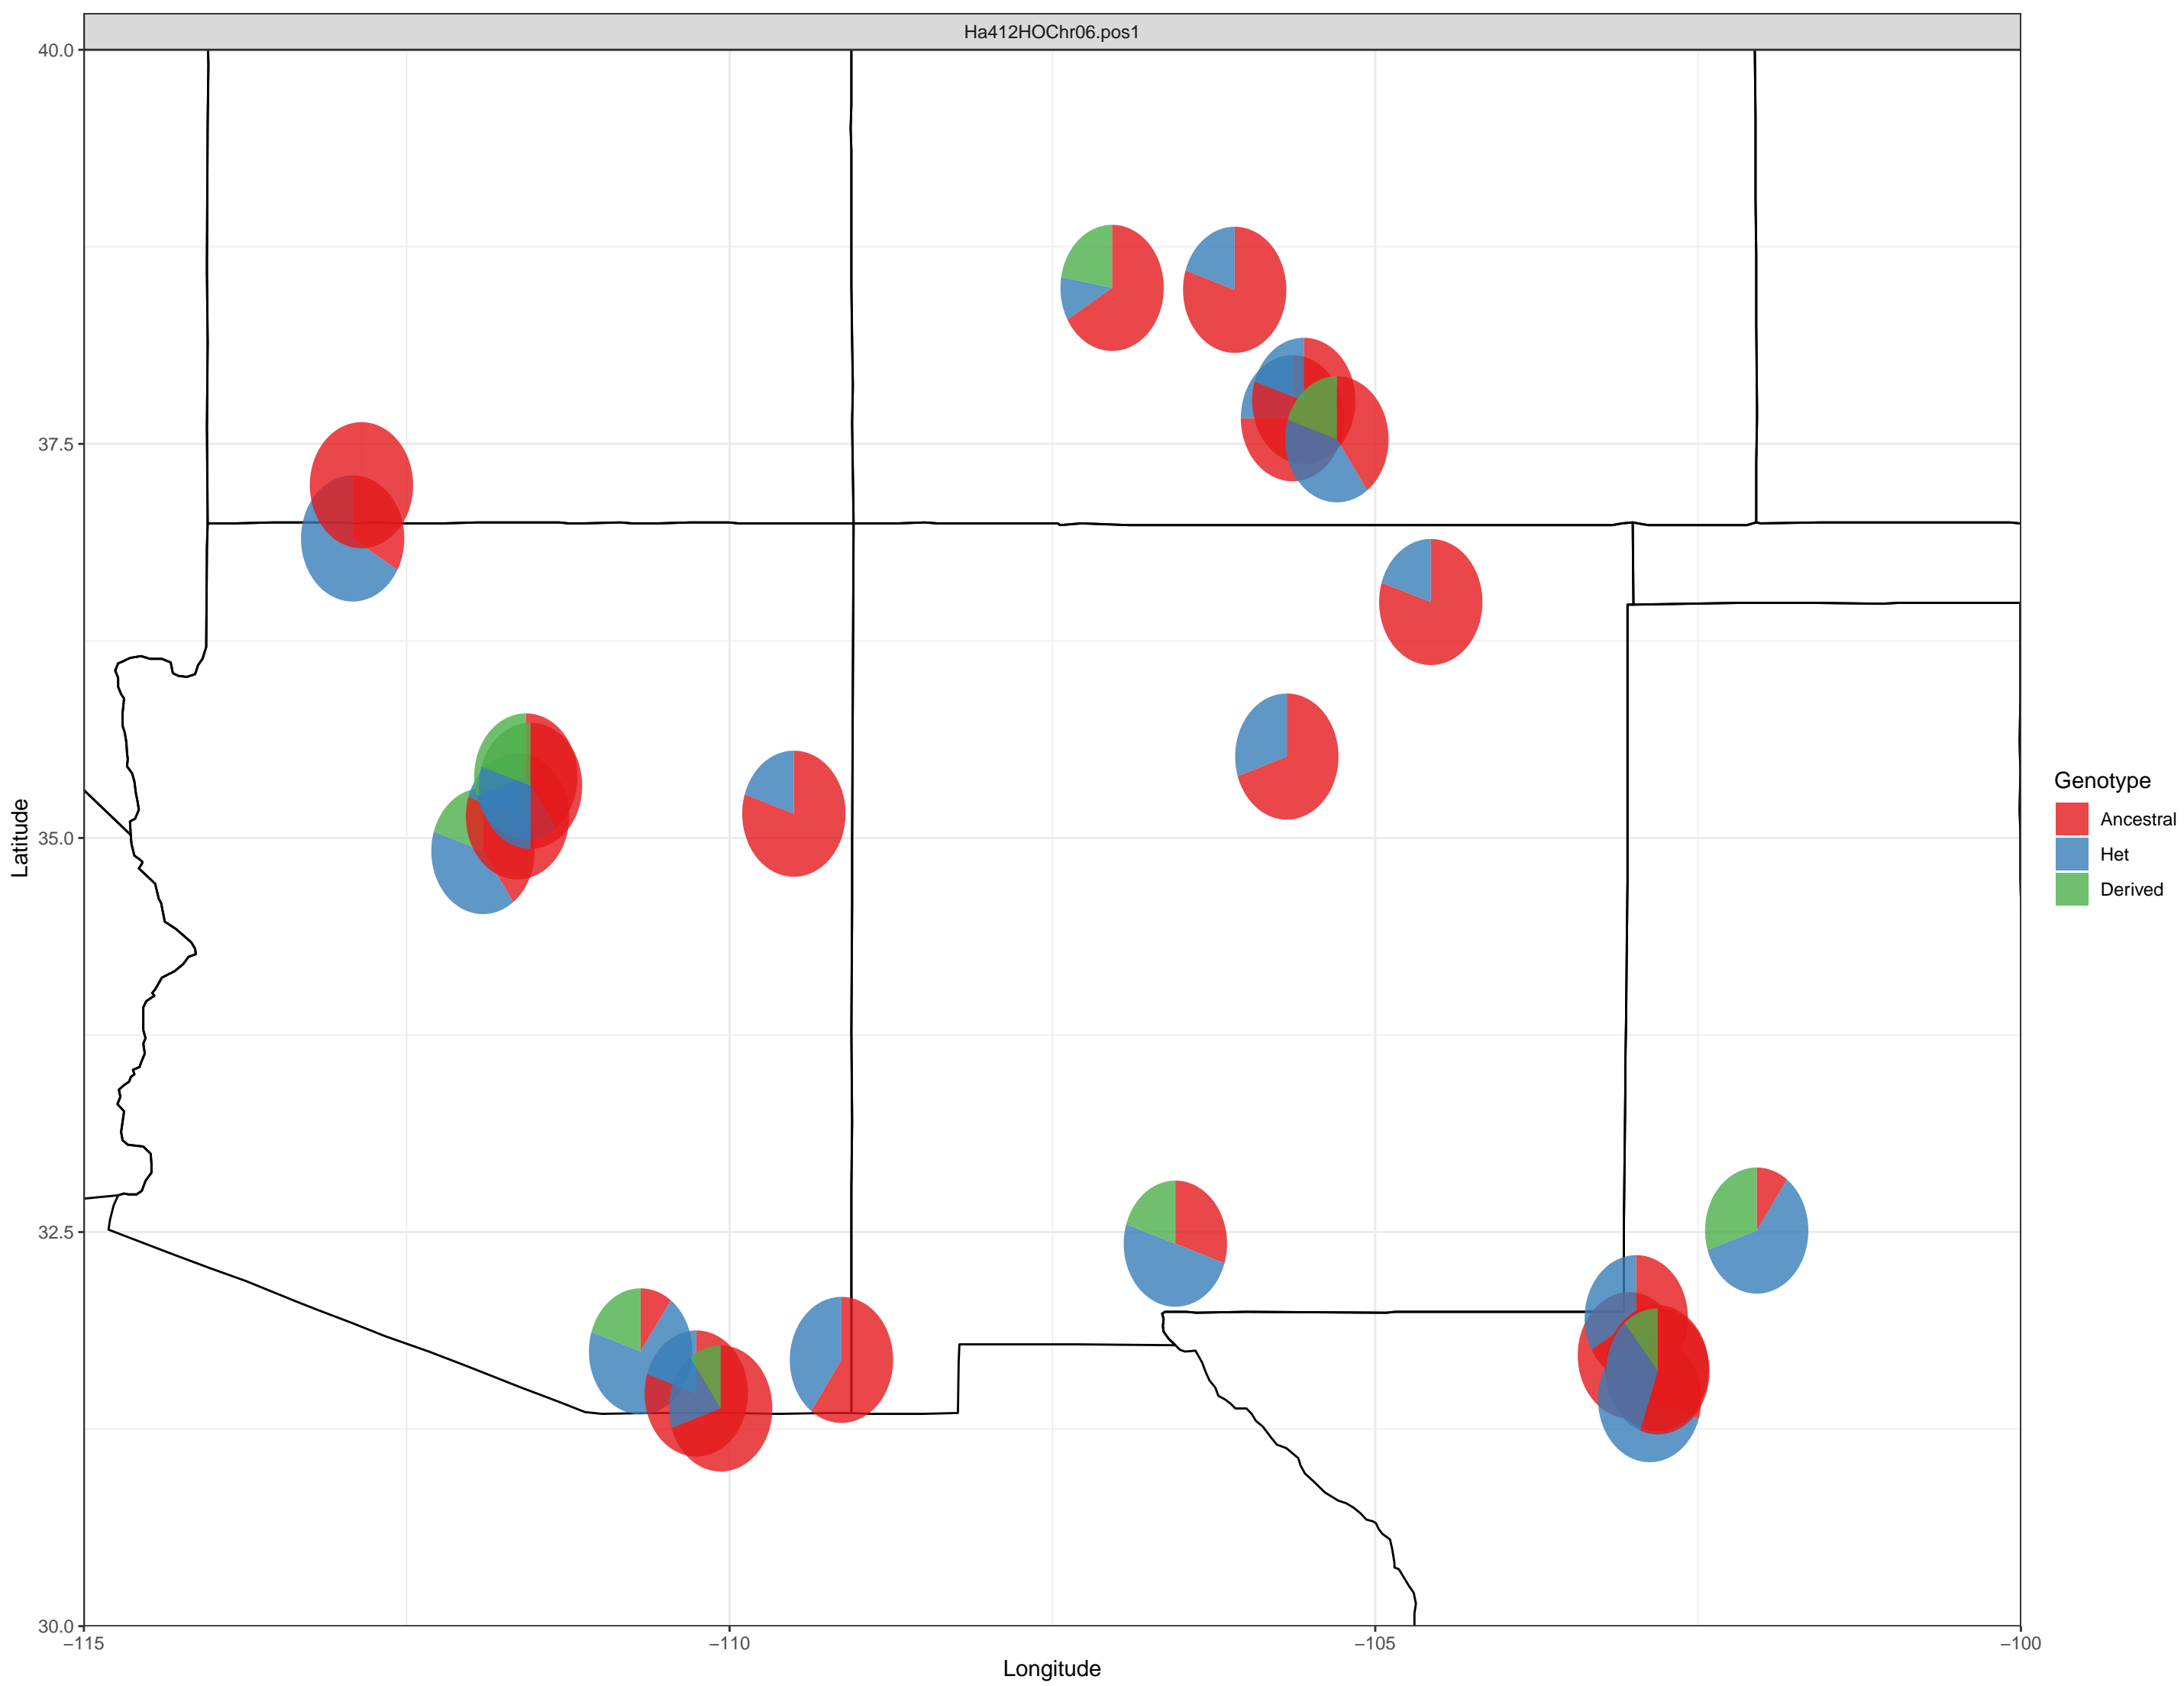 Ha412HOChr06.pos1
40.0
37.5
35.0
32.5
30.0
Latitude
−115
−110
−105
−100
Longitude
Genotype
Ancestral
Het
Derived